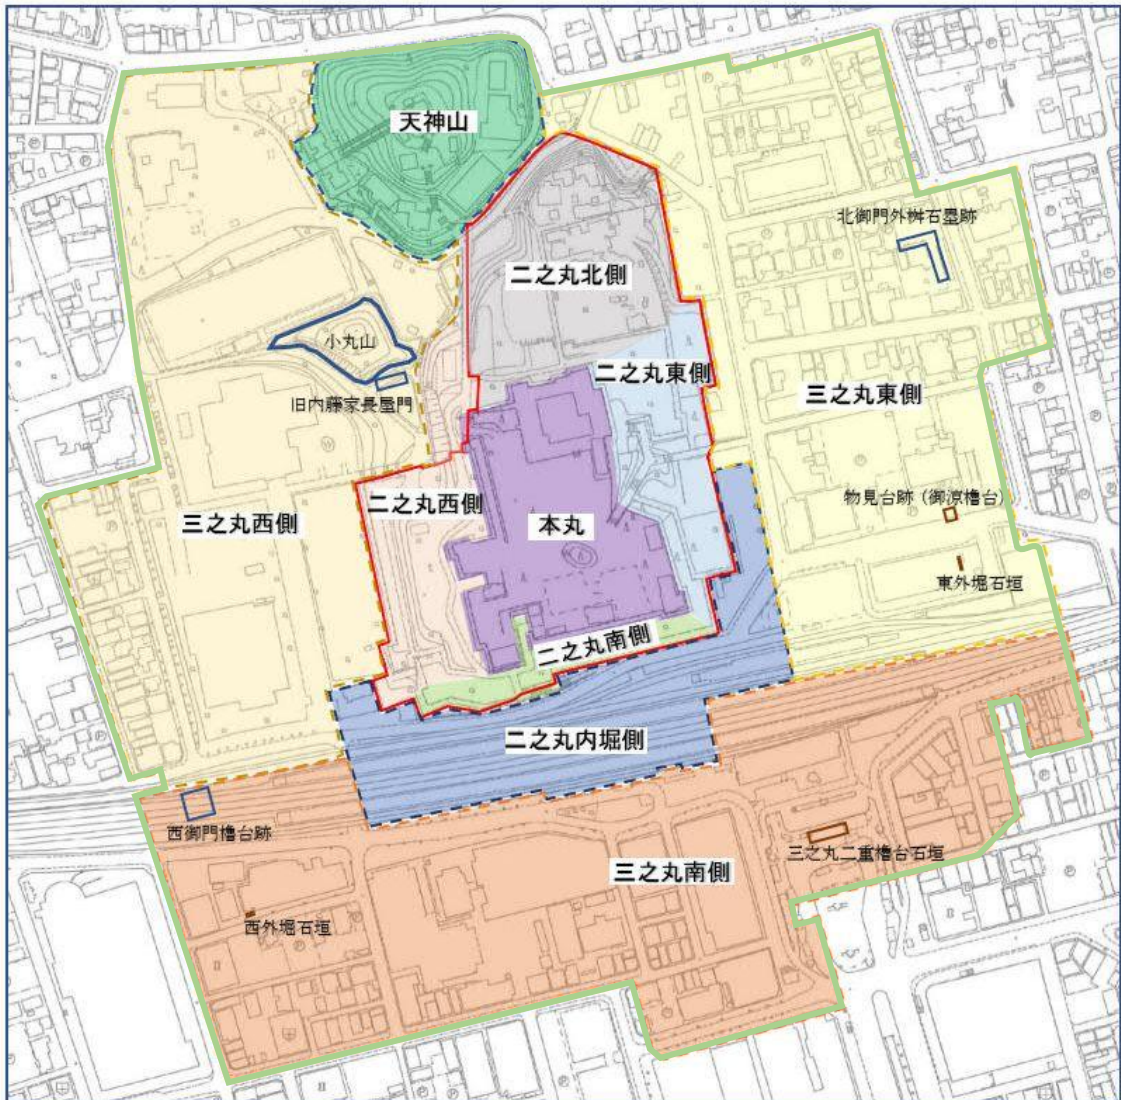 天神山
北御門外桝石塁跡
二之丸北側
小丸山
二之丸東側
三之丸東側
旧内藤家長屋門
物見台跡（御涼櫓台）
二之丸西側
三之丸西側
本丸
東外堀石垣
二之丸南側
二之丸内堀側
西御門櫓台跡
三之丸二重櫓台石垣
三之丸南側
西外堀石垣